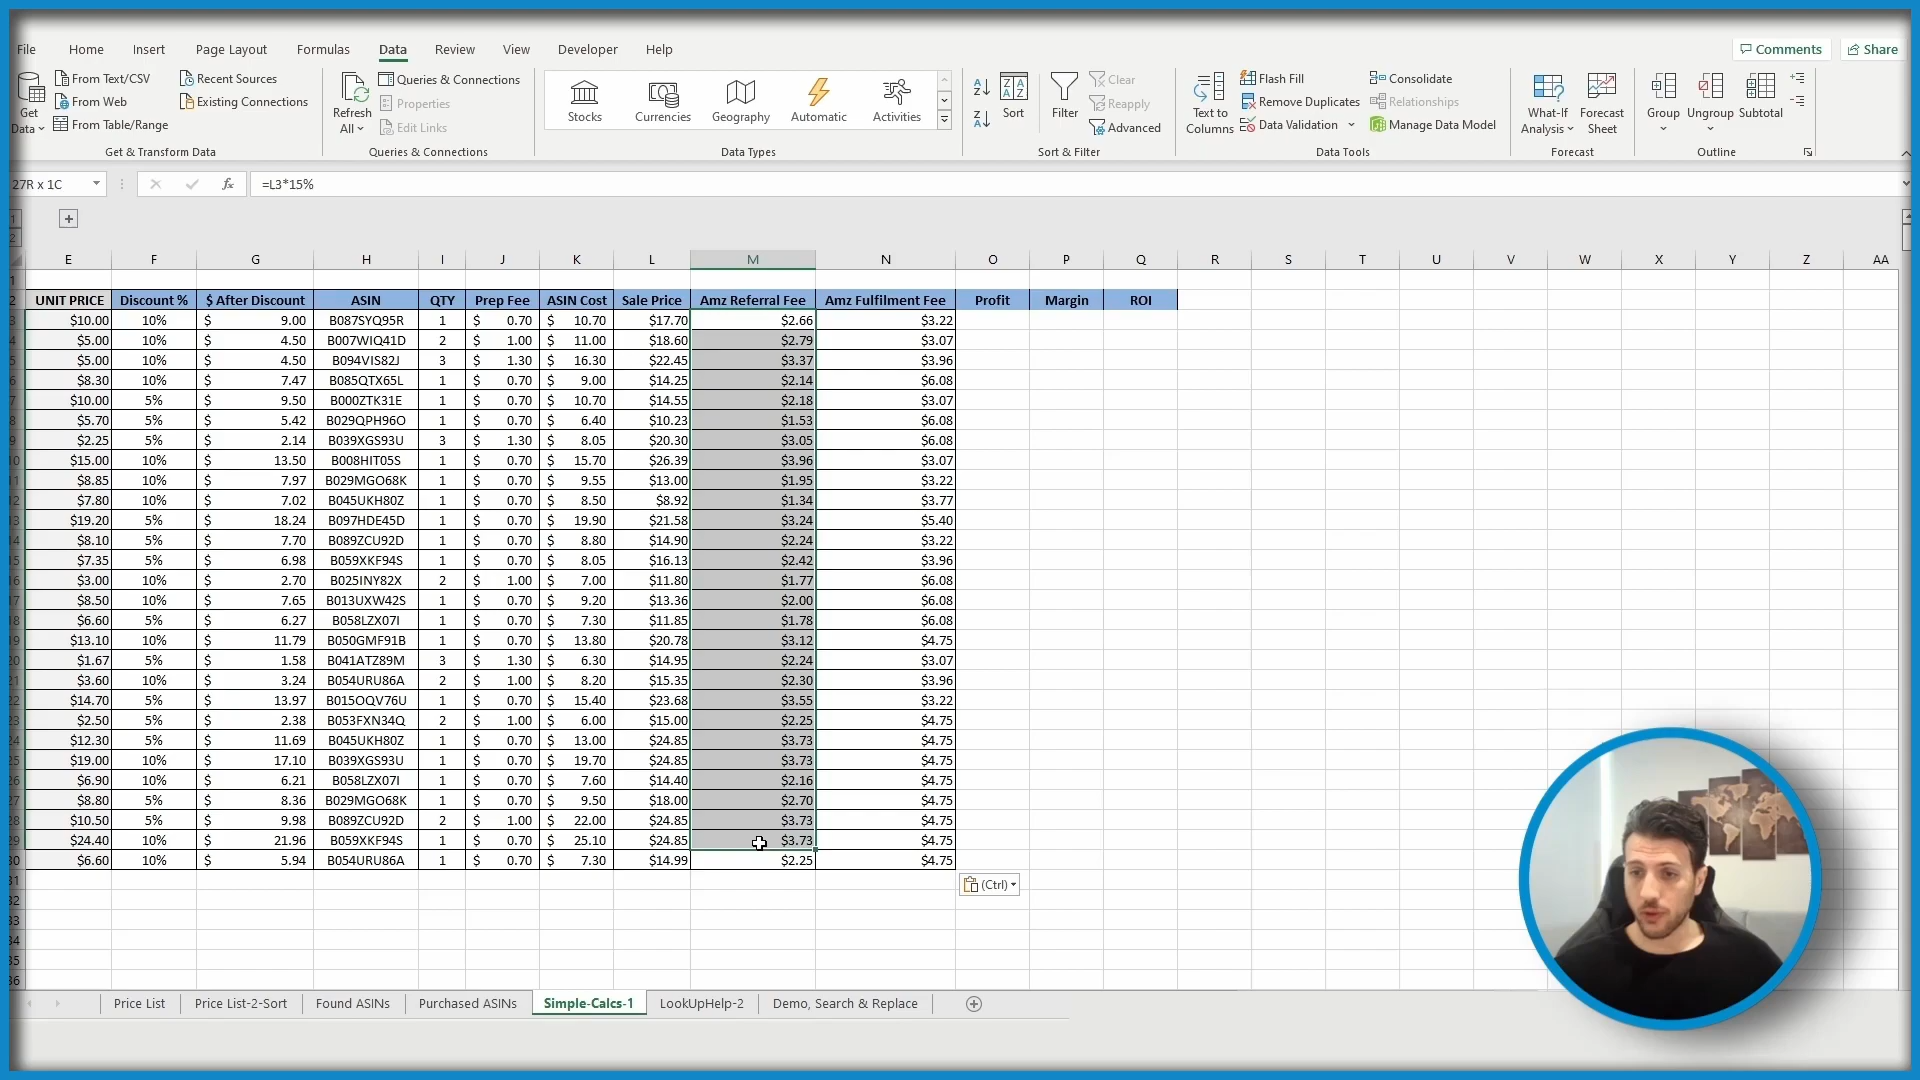 File Home Insert Page Layout Formulas Data Review View Developer Help Comments Share
Get Data
From Text/CSV
From Web
From Table/Range
Recent Sources
Existing Connections
Get & Transform Data
Refresh All
Queries & Connections
Properties
Edit Links
Queries & Connections
Stocks Currencies Geography Automatic Activities
Data Types
Sort
Filter
Clear
Reapply
Advanced
Sort & Filter
Text to Columns
Flash Fill
Remove Duplicates
Data Validation
Consolidate
Relationships
Manage Data Model
Data Tools
What-If Analysis
Forecast Sheet
Forecast
Group Ungroup Subtotal
Outline
27R x 1C fx =L3*15%
1
2
E F G H I J K L M N O P Q R S T U V W X Y Z AA
UNIT PRICE Discount % $ After Discount ASIN QTY Prep Fee ASIN Cost Sale Price Amz Referral Fee Amz Fulfilment Fee Profit Margin ROI
$10.00 10% $ 9.00 B087SYQ95R 1 $ 0.70 $ 10.70 $17.70 $2.66 $3.22
$5.00 10% $ 4.50 B007WIQ41D 2 $ 1.00 $ 11.00 $18.60 $2.79 $3.07
$5.00 10% $ 4.50 B094VIS82J 3 $ 1.30 $ 16.30 $22.45 $3.37 $3.96
$8.30 10% $ 7.47 B085QTX65L 1 $ 0.70 $ 9.00 $14.25 $2.14 $6.08
$10.00 5% $ 9.50 B000ZTK31E 1 $ 0.70 $ 10.70 $14.55 $2.18 $3.07
$5.70 5% $ 5.42 B029QPH96O 1 $ 0.70 $ 6.40 $10.23 $1.53 $6.08
$2.25 5% $ 2.14 B039XGS93U 3 $ 1.30 $ 8.05 $20.30 $3.05 $6.08
$15.00 10% $ 13.50 B008HIT05S 1 $ 0.70 $ 15.70 $26.39 $3.96 $3.07
$8.85 10% $ 7.97 B029MGO68K 1 $ 0.70 $ 9.55 $13.00 $1.95 $3.22
$7.80 10% $ 7.02 B045UKH80Z 1 $ 0.70 $ 8.50 $8.92 $1.34 $3.77
$19.20 5% $ 18.24 B097HDE45D 1 $ 0.70 $ 19.90 $21.58 $3.24 $5.40
$8.10 5% $ 7.70 B089ZCU92D 1 $ 0.70 $ 8.80 $14.90 $2.24 $3.22
$7.35 5% $ 6.98 B059XKF94S 1 $ 0.70 $ 8.05 $16.13 $2.42 $3.96
$3.00 10% $ 2.70 B025INY82X 2 $ 1.00 $ 7.00 $11.80 $1.77 $6.08
$8.50 10% $ 7.65 B013UXW42S 1 $ 0.70 $ 9.20 $13.36 $2.00 $6.08
$6.60 5% $ 6.27 B058LZX07I 1 $ 0.70 $ 7.30 $11.85 $1.78 $6.08
$13.10 10% $ 11.79 B050GMF91B 1 $ 0.70 $ 13.80 $20.78 $3.12 $4.75
$1.67 5% $ 1.58 B041ATZ89M 3 $ 1.30 $ 6.30 $14.95 $2.24 $3.07
$3.60 10% $ 3.24 B054URU86A 2 $ 1.00 $ 8.20 $15.35 $2.30 $3.96
$14.70 5% $ 13.97 B015OQV76U 1 $ 0.70 $ 15.40 $23.68 $3.55 $3.22
$2.50 5% $ 2.38 B053FXN34Q 2 $ 1.00 $ 6.00 $15.00 $2.25 $4.75
$12.30 5% $ 11.69 B045UKH80Z 1 $ 0.70 $ 13.00 $24.85 $3.73 $4.75
$19.00 10% $ 17.10 B039XGS93U 1 $ 0.70 $ 19.70 $24.85 $3.73 $4.75
$6.90 10% $ 6.21 B058LZX07I 1 $ 0.70 $ 7.60 $14.40 $2.16 $4.75
$8.80 5% $ 8.36 B029MGO68K 1 $ 0.70 $ 9.50 $18.00 $2.70 $4.75
$10.50 5% $ 9.98 B089ZCU92D 2 $ 1.00 $ 22.00 $24.85 $3.73 $4.75
$24.40 10% $ 21.96 B059XKF94S 1 $ 0.70 $ 25.10 $24.85 $3.73 $4.75
$6.60 10% $ 5.94 B054URU86A 1 $ 0.70 $ 7.30 $14.99 $2.25 $4.75
(Ctrl)
Price List Price List-2-Sort Found ASINs Purchased ASINs Simple-Calcs-1 LookUpHelp-2 Demo, Search & Replace